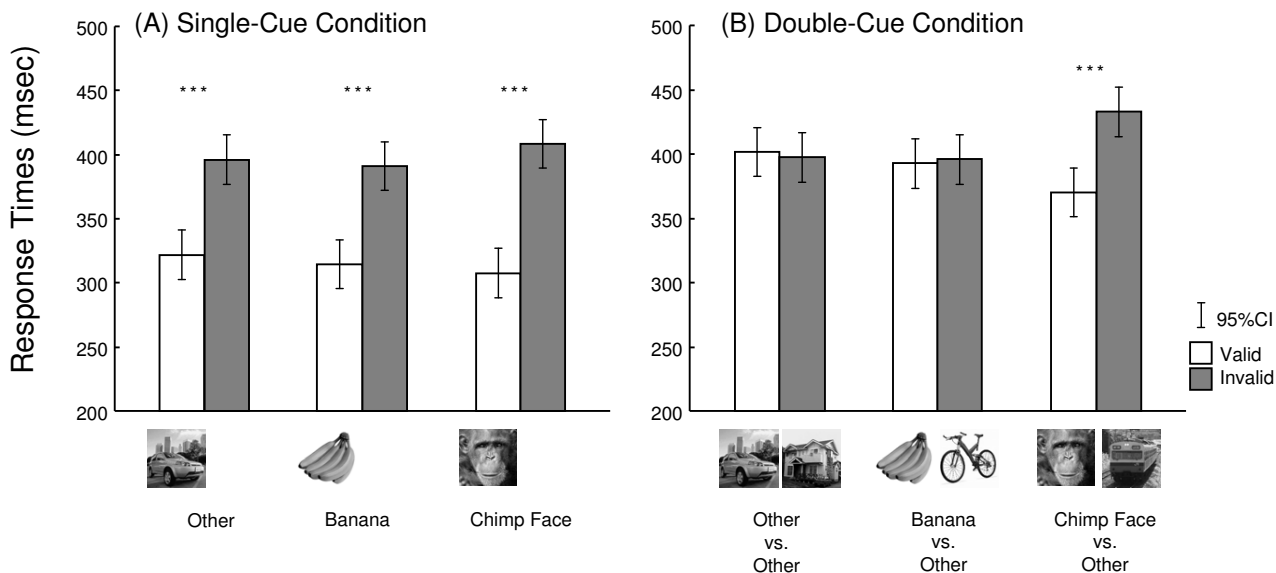 (A) Single-Cue Condition
Response Times (msec)
500
450
400
350
300
250
200
***
***
***
Other
Banana
Chimp Face
(B) Double-Cue Condition
500
450
400
350
300
250
200
***
Other
vs.
Other
Banana
vs.
Other
Chimp Face
vs.
Other
95%CI
Valid
Invalid